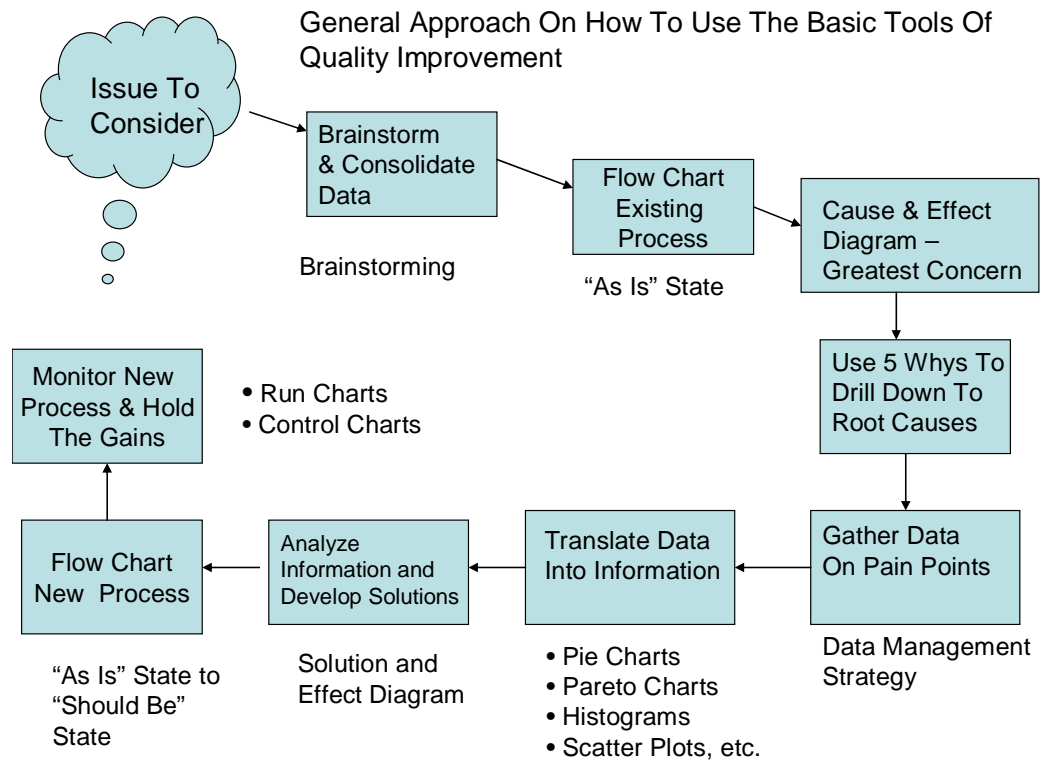 General Approach On How To Use The Basic Tools Of
Quality Improvement
Issue To
Consider
Brainstorm
& Consolidate
Data
Brainstorming
Flow Chart
Existing
Process
“As Is” State
Cause & Effect
Diagram –
Greatest Concern
Use 5 Whys To
Drill Down To
Root Causes
Gather Data
On Pain Points
Data Management
Strategy
Translate Data
Into Information
• Pie Charts
• Pareto Charts
• Histograms
• Scatter Plots, etc.
Analyze
Information and
Develop Solutions
Solution and
Effect Diagram
Flow Chart
New Process
“As Is” State to
“Should Be”
State
Monitor New
Process & Hold
The Gains
• Run Charts
• Control Charts